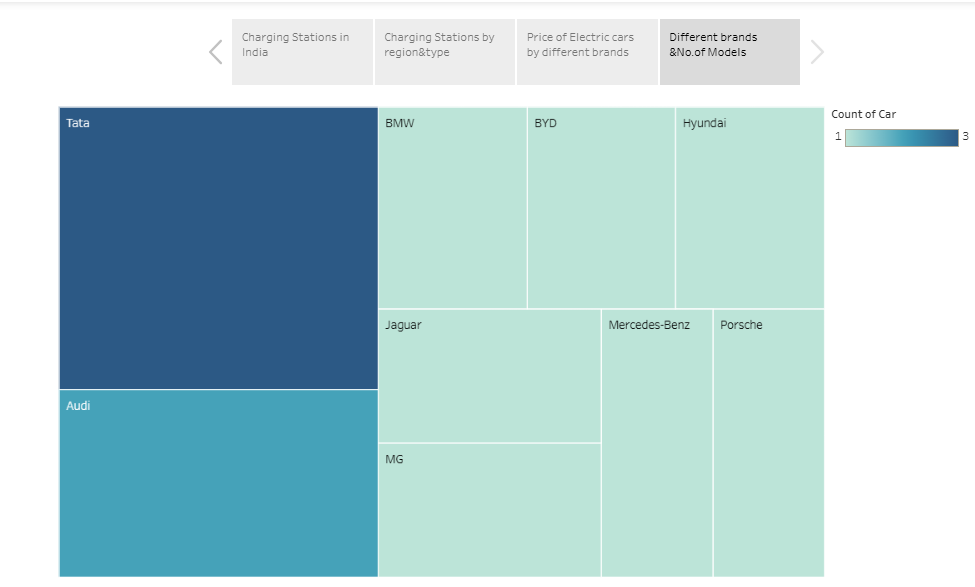 Charging Stations in
India
Charging Stations by
region&type
Price of Electric cars
by different brands
Different brands
&No.of Models
Tata
BMW
BYD
Hyundai
Count of Car
1
3
Jaguar
Mercedes-Benz
Porsche
Audi
MG